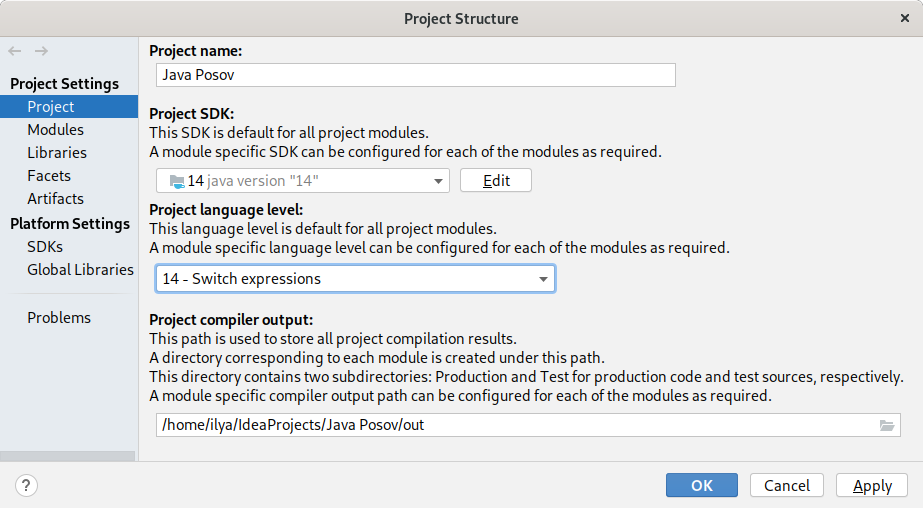 Project Structure
×
Project Settings
Project
Modules
Libraries
Facets
Artifacts
Platform Settings
SDKs
Global Libraries
Problems
Project name:
Java Posov
Project SDK:
This SDK is default for all project modules.
A module specific SDK can be configured for each of the modules as required.
14 java version "14"
Edit
Project language level:
This language level is default for all project modules.
A module specific language level can be configured for each of the modules as required.
14 - Switch expressions
Project compiler output:
This path is used to store all project compilation results.
A directory corresponding to each module is created under this path.
This directory contains two subdirectories: Production and Test for production code and test sources, respectively.
A module specific compiler output path can be configured for each of the modules as required.
/home/ilya/IdeaProjects/Java Posov/out
?
OK
Cancel
Apply